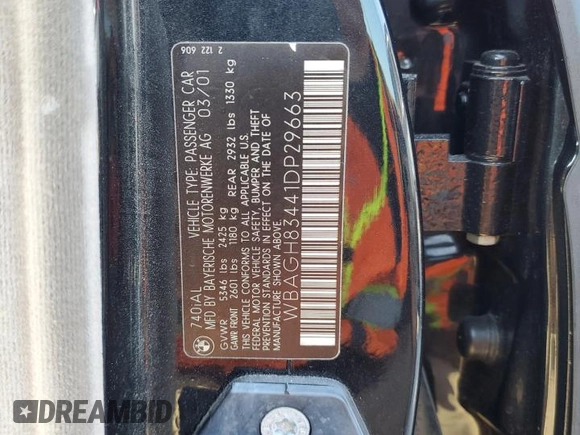 740iAL
VEHICLE TYPE: PASSENGER CAR
MFD BY BAYERISCHE MOTORENWERKE AG 03/01
GVWR 5346 lbs 2425 kg
GAWR FRONT 2601 lbs 1180 kg REAR 2932 lbs 1330 kg
THIS VEHICLE CONFORMS TO ALL APPLICABLE U.S.
FEDERAL MOTOR VEHICLE SAFETY, BUMPER AND THEFT
PREVENTION STANDARDS IN EFFECT ON THE DATE OF
MANUFACTURE SHOWN ABOVE.
WBAGH83441DP29663
2 122 606
DREAMBID